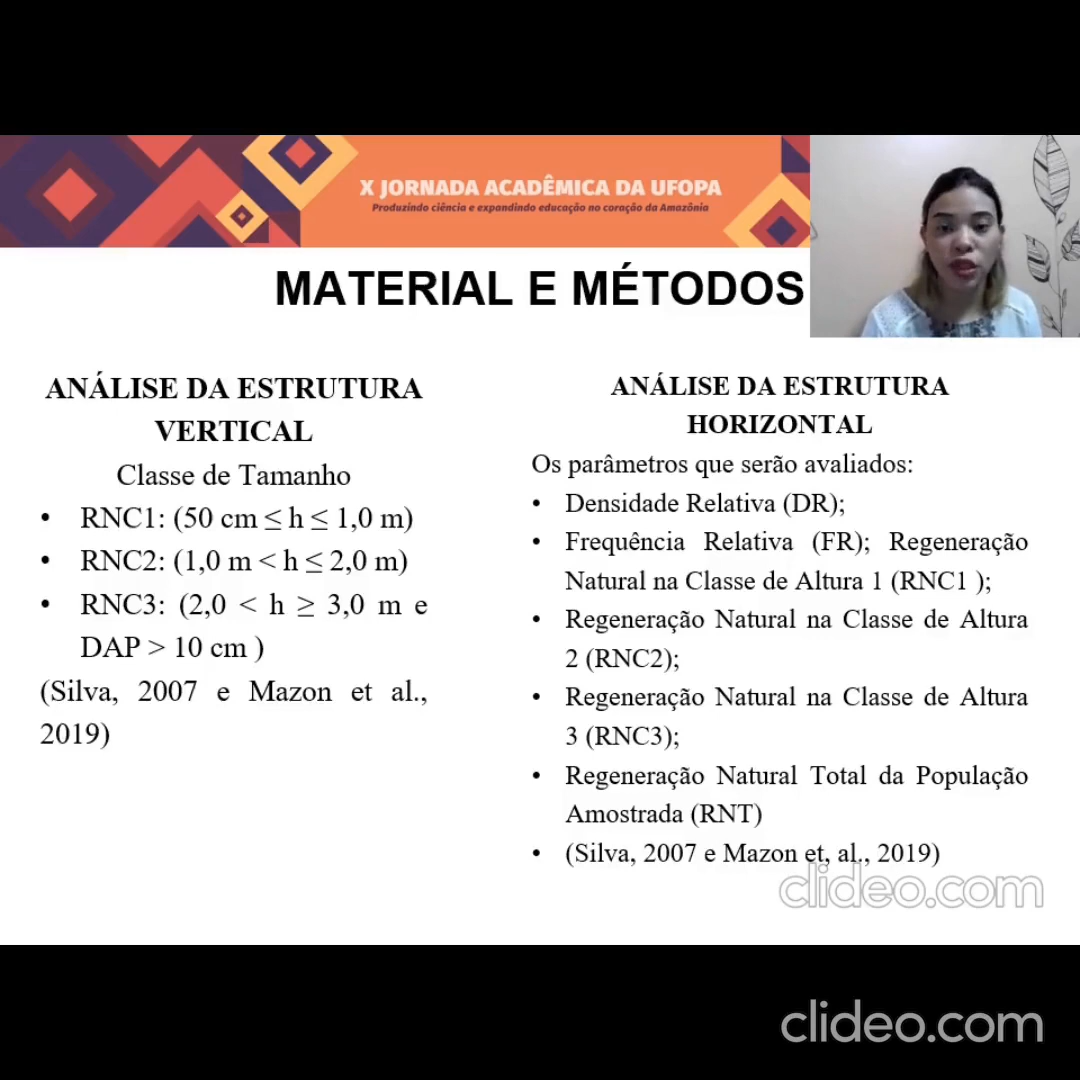 X JORNADA ACADÊMICA DA UFOPA
Produzindo ciência e expandindo educação no coração da Amazônia
MATERIAL E MÉTODOS
ANÁLISE DA ESTRUTURA
VERTICAL
Classe de Tamanho
• RNC1: (50 cm ≤ h ≤ 1,0 m)
• RNC2: (1,0 m < h ≤ 2,0 m)
• RNC3: (2,0 < h ≥ 3,0 m e
DAP > 10 cm )
(Silva, 2007 e Mazon et al.,
2019)
ANÁLISE DA ESTRUTURA
HORIZONTAL
Os parâmetros que serão avaliados:
• Densidade Relativa (DR);
• Frequência Relativa (FR); Regeneração
Natural na Classe de Altura 1 (RNC1 );
• Regeneração Natural na Classe de Altura
2 (RNC2);
• Regeneração Natural na Classe de Altura
3 (RNC3);
• Regeneração Natural Total da População
Amostrada (RNT)
• (Silva, 2007 e Mazon et, al., 2019)
clideo.com
clideo.com